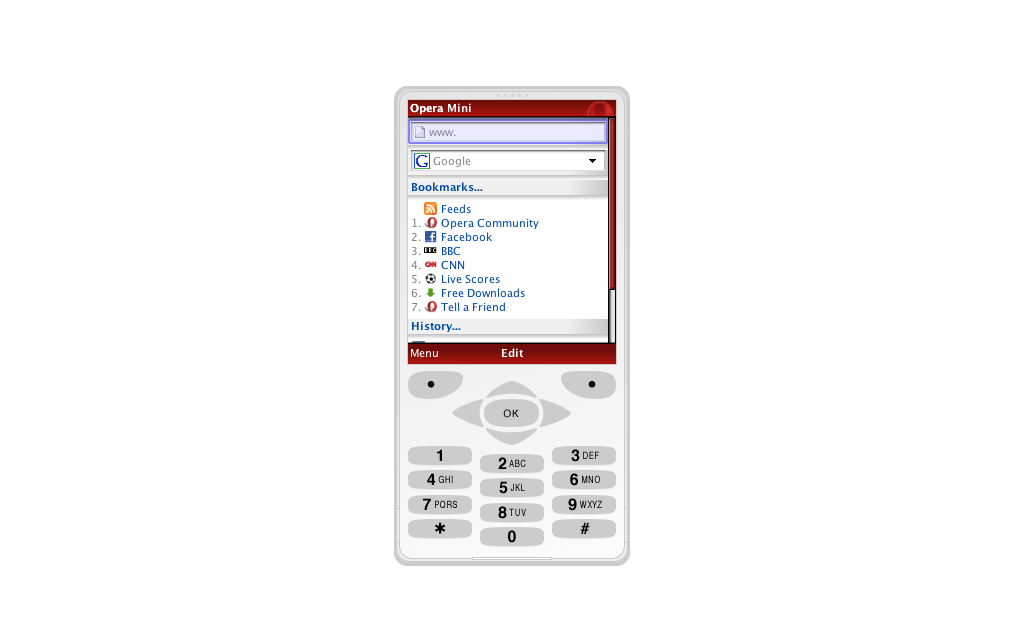 Opera Mini
www.
Google
Bookmarks...
Feeds
1. Opera Community
2. Facebook
3. BBC BBC
4. CNN CNN
5. Live Scores
6. Free Downloads
7. Tell a Friend
History...
Menu Edit
OK
1 2 ABC 3 DEF
4 GHI 5 JKL 6 MNO
7 PQRS 8 TUV 9 WXYZ
* 0 #